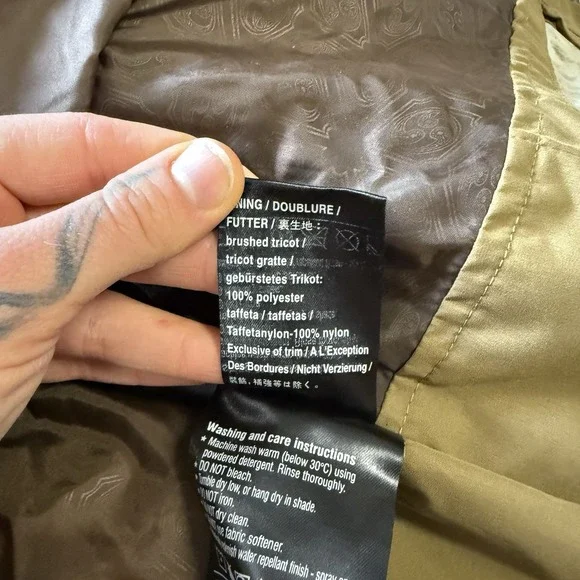 NING / DOUBLURE /
FUTTER / 裏生地:
brushed tricot /
tricot gratte /
gebürstetes Trikot:
100% polyester
taffeta / taffetas /
Taffetanylon-100% nylon
Exclusive of trim / A L'Exception
Des Bordures / Nicht Verzierung /
装飾, 補強等は除く.
Washing and care instructions
* Machine wash warm (below 30°C) using
powdered detergent. Rinse thoroughly.
* DO NOT bleach.
Tumble dry low, or hang dry in shade.
NOT iron.
dry clean.
fabric softener.
water repellant finish - spray